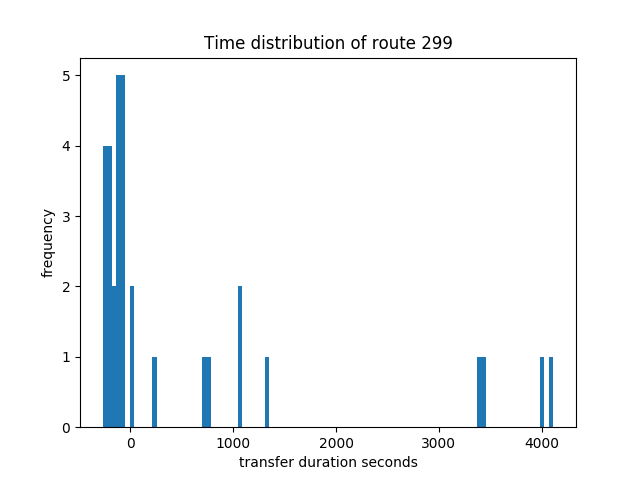 Time distribution of route 299
frequency
5
4
3
2
1
0
0 1000 2000 3000 4000
transfer duration seconds